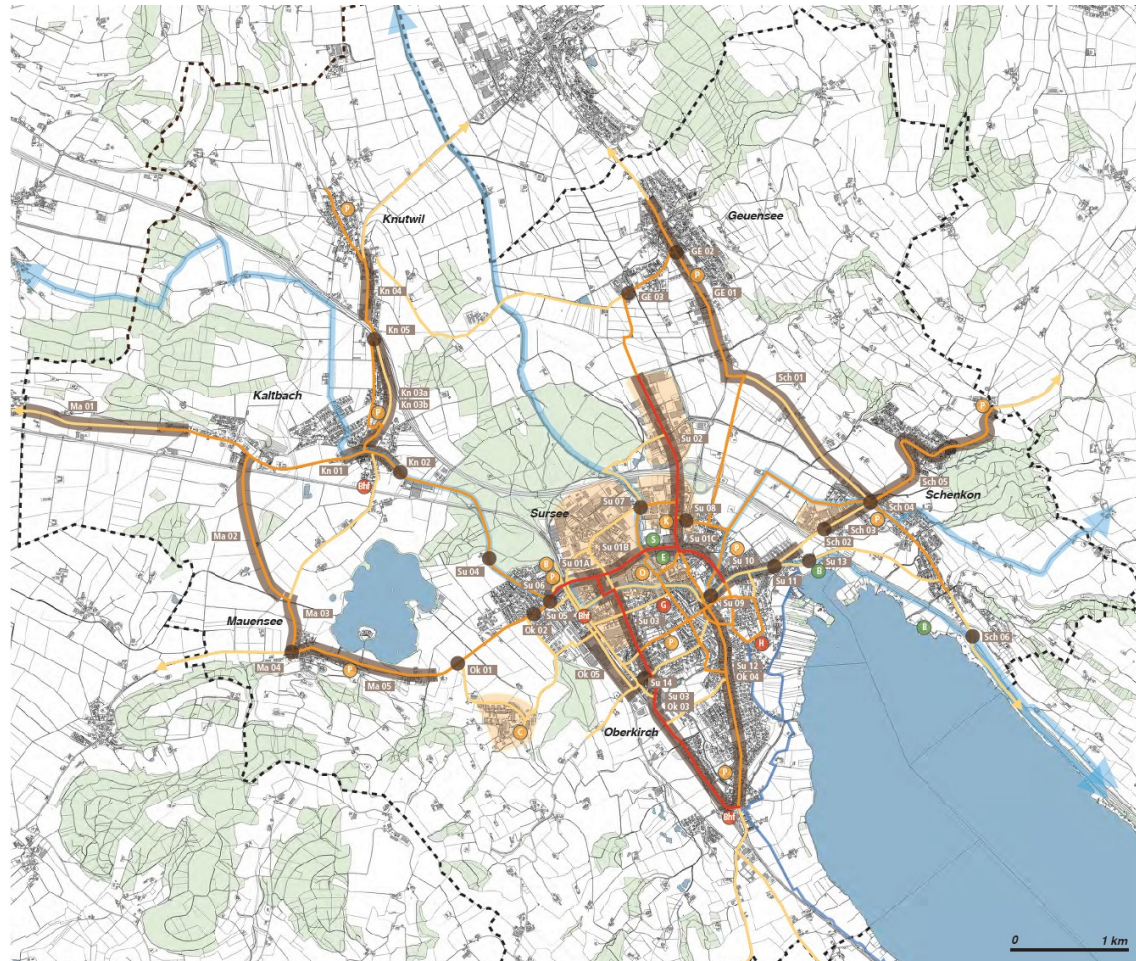 P
Knutwil
Geuensee
GE 02
P
Kn 04
GE 01
GE 03
Kn 05
Sch 01
Kaltbach
Kn 03a
Kn 03b
P
P
Ma 01
Su 02
Kn 01
Kn 02
Sch 05
Bhf
Schenkon
Sursee
Su 07
Su 08
Sch 04
K
P
Sch 03
Ma 02
S
Su 01C
Sch 02
Su 01B
E
P
Su 10
Su 04
Su 01A
P
D
Su 13
B
Su 11
Su 06
Su 05
Su 09
Ma 03
Ok 02
Bhf
Su 03
G
Mauensee
H
Sch 06
Ma 04
P
Ok 01
P
Su 12
Ok 04
Ma 05
Ok 05
Su 14
Su 03
Ok 03
C
Oberkirch
P
Bhf
0 1 km